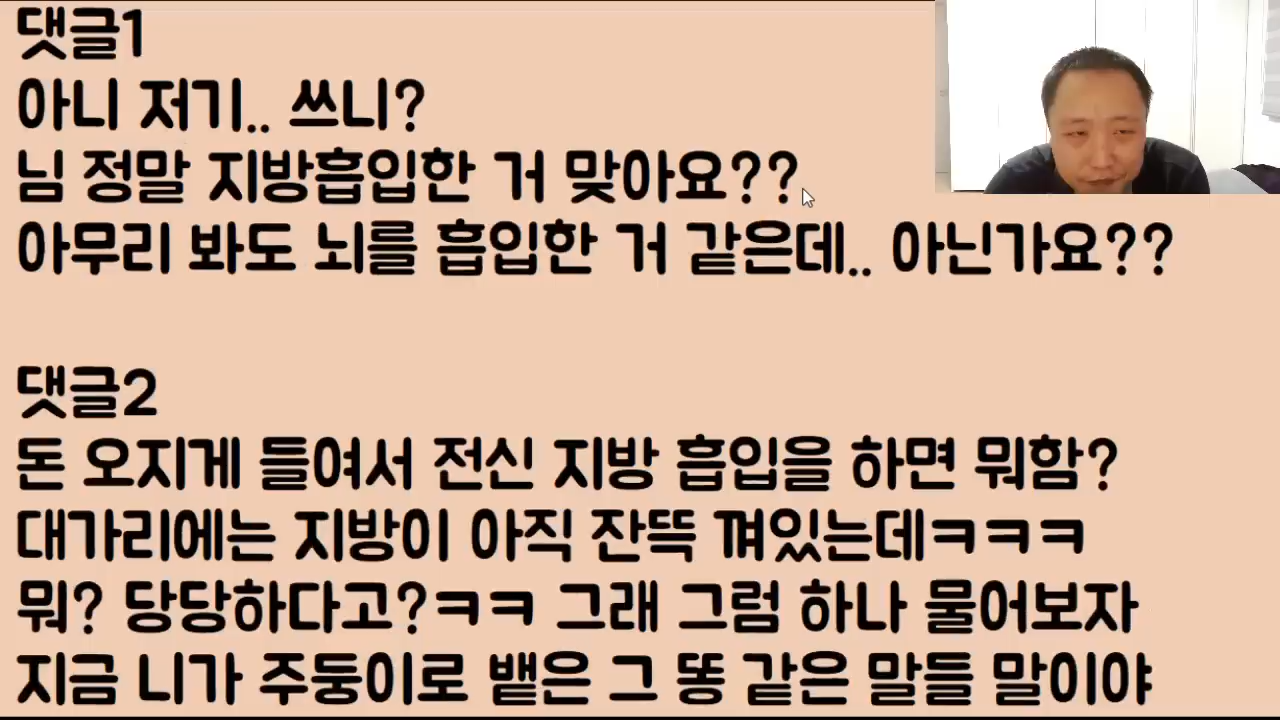 댓글1
아니 저기.. 쓰니?
님 정말 지방흡입한 거 맞아요??
아무리 봐도 뇌를 흡입한 거 같은데.. 아닌가요??
댓글2
돈 오지게 들여서 전신 지방 흡입을 하면 뭐함?
대가리에는 지방이 아직 잔뜩 껴있는데ㅋㅋㅋ
뭐? 당당하다고?ㅋㅋ 그래 그럼 하나 물어보자
지금 니가 주둥이로 뱉은 그 똥 같은 말들 말이야